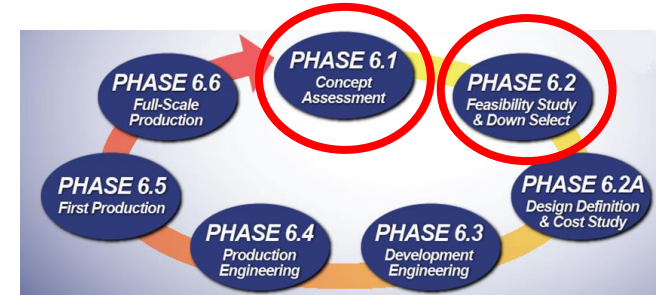 PHASE 6.1
Concept
Assessment
PHASE 6.2
Feasibility Study
& Down Select
PHASE 6.2A
Design Definition
& Cost Study
PHASE 6.3
Development
Engineering
PHASE 6.4
Production
Engineering
PHASE 6.5
First Production
PHASE 6.6
Full-Scale
Production